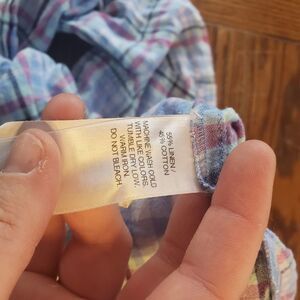 55% LINEN/
45% COTTON
MACHINE WASH COLD
WITH LIKE COLORS.
TUMBLE DRY LOW.
WARM IRON.
DO NOT BLEACH.